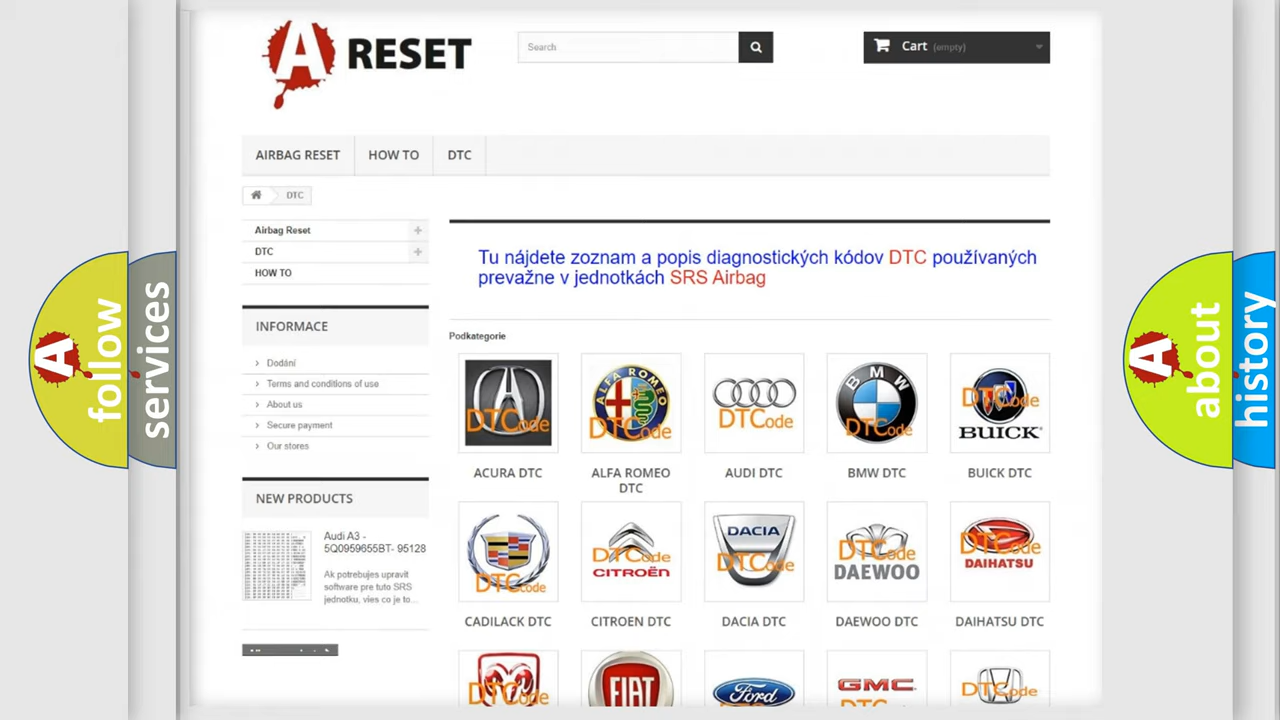 A RESET
Search
Cart (empty)
AIRBAG RESET
HOW TO
DTC
DTC
Airbag Reset
DTC
HOW TO
Tu nájdete zoznam a popis diagnostických kódov DTC používaných
prevažne v jednotkách SRS Airbag
INFORMACE
Dodání
Terms and conditions of use
About us
Secure payment
Our stores
Podkategorie
DTCode
ALFA ROMEO
DTCode
DTCode
BMW
DTCode
DTCode
BUICK
ACURA DTC
ALFA ROMEO
DTC
AUDI DTC
BMW DTC
BUICK DTC
NEW PRODUCTS
Audi A3 -
5Q0959655BT- 95128
Ak potrebujes upravit
software pre tuto SRS
jednotku, vies co je to...
DTCode
DTCode
CITROËN
DACIA
DTCode
DTCode
DAEWOO
DTCode
DAIHATSU
CADILACK DTC
CITROEN DTC
DACIA DTC
DAEWOO DTC
DAIHATSU DTC
DTCode
FIAT
Ford
GMC
DTCode
A
follow
services
A
about
history